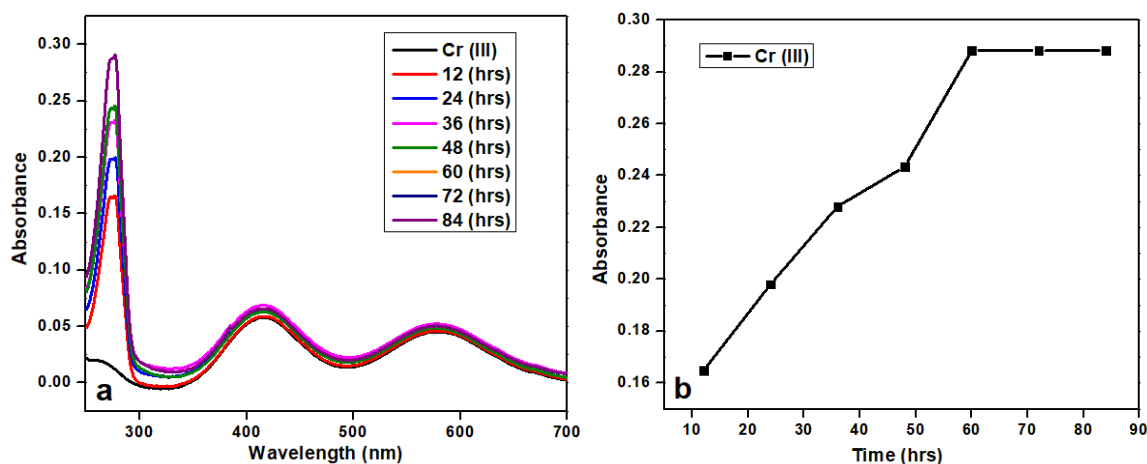 0.30
0.25
0.20
0.15
0.10
0.05
0.00
Absorbance
Cr (III)
12 (hrs)
24 (hrs)
36 (hrs)
48 (hrs)
60 (hrs)
72 (hrs)
84 (hrs)
a
300 400 500 600 700
Wavelength (nm)
0.30
0.28
0.26
0.24
0.22
0.20
0.18
0.16
Absorbance
Cr (III)
b
10 20 30 40 50 60 70 80 90
Time (hrs)